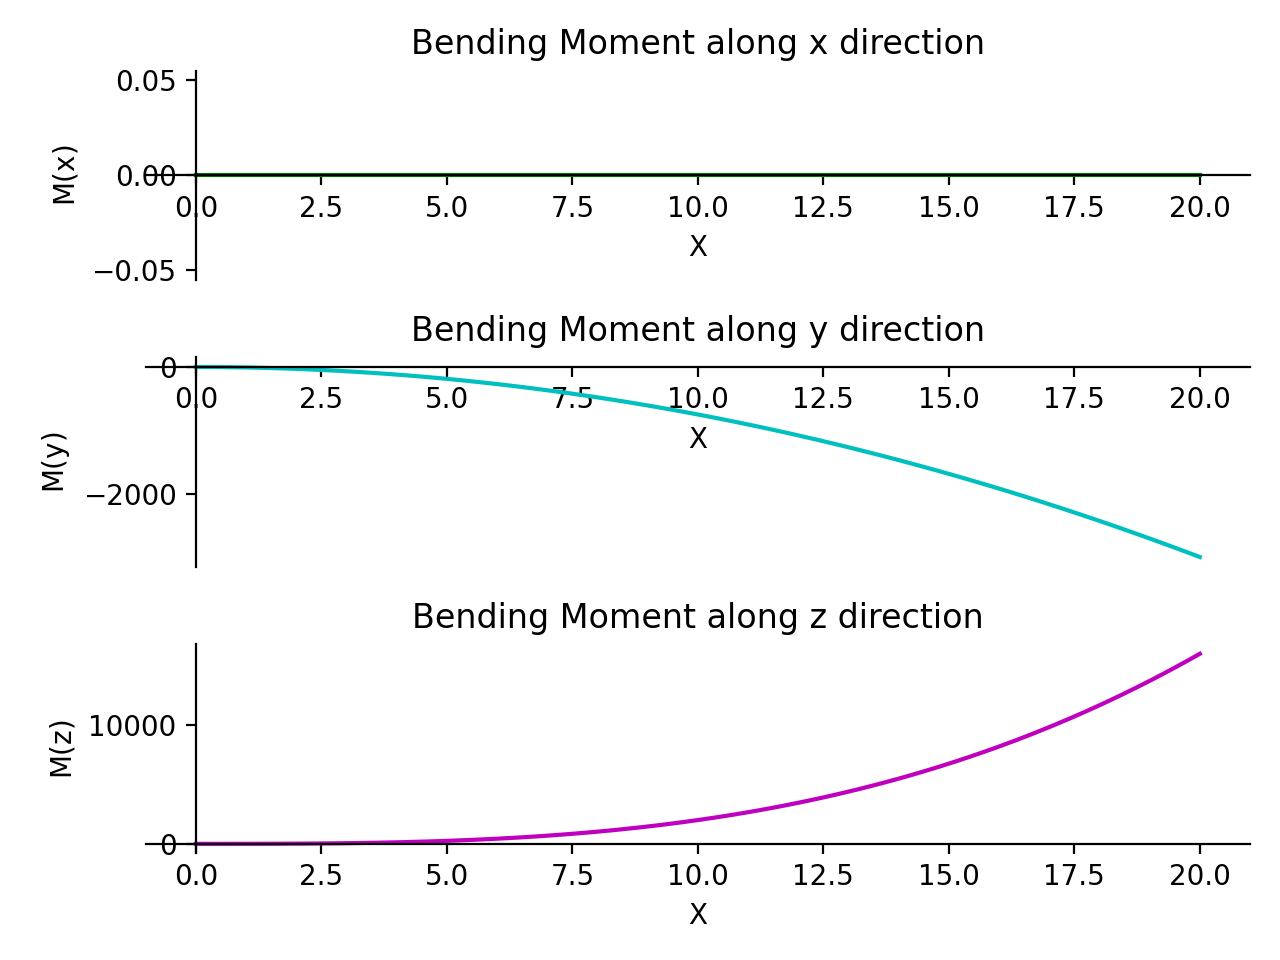 Bending Moment along x direction
0.05
0.00
−0.05
M(x)
0.0 2.5 5.0 7.5 10.0 12.5 15.0 17.5 20.0
X
Bending Moment along y direction
0
−2000
M(y)
0.0 2.5 5.0 7.5 10.0 12.5 15.0 17.5 20.0
X
Bending Moment along z direction
10000
0
M(z)
0.0 2.5 5.0 7.5 10.0 12.5 15.0 17.5 20.0
X